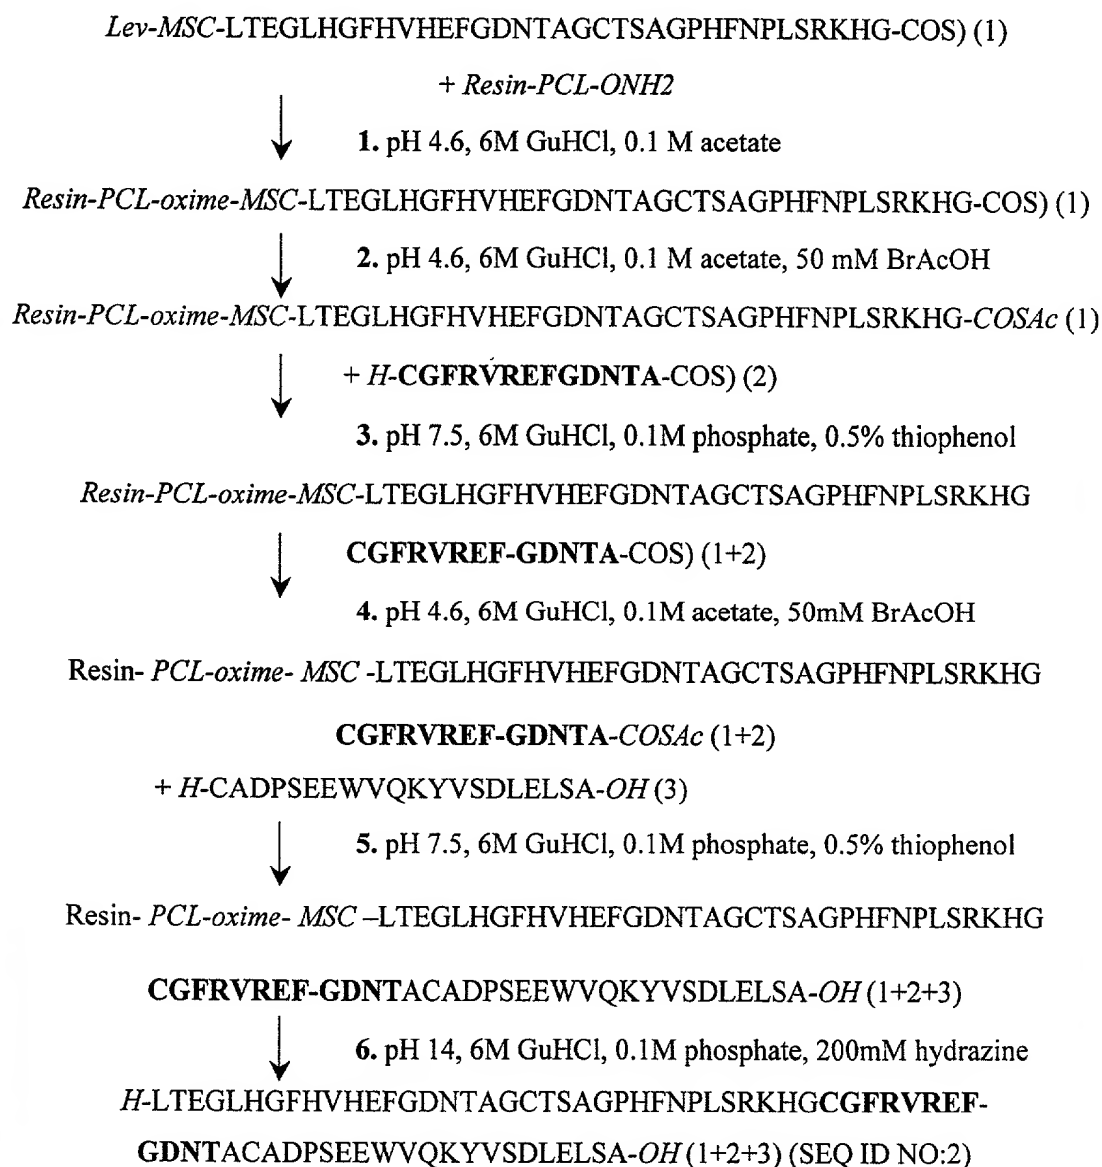 Lev-MSC-LTEGLHGFHVHEFGDNTAGCTSAGPHFNPLSRKHG-COS) (1)
+ Resin-PCL-ONH2
1. pH 4.6, 6M GuHCl, 0.1 M acetate
Resin-PCL-oxime-MSC-LTEGLHGFHVHEFGDNTAGCTSAGPHFNPLSRKHG-COS) (1)
2. pH 4.6, 6M GuHCl, 0.1 M acetate, 50 mM BrAcOH
Resin-PCL-oxime-MSC-LTEGLHGFHVHEFGDNTAGCTSAGPHFNPLSRKHG-COSAc (1)
+ H-CGFRVREFGDNTA-COS) (2)
3. pH 7.5, 6M GuHCl, 0.1M phosphate, 0.5% thiophenol
Resin-PCL-oxime-MSC-LTEGLHGFHVHEFGDNTAGCTSAGPHFNPLSRKHG
CGFRVREF-GDNTA-COS) (1+2)
4. pH 4.6, 6M GuHCl, 0.1M acetate, 50mM BrAcOH
Resin- PCL-oxime- MSC -LTEGLHGFHVHEFGDNTAGCTSAGPHFNPLSRKHG
CGFRVREF-GDNTA-COSAc (1+2)
+ H-CADPSEEWVQKYVSDLELSA-OH (3)
5. pH 7.5, 6M GuHCl, 0.1M phosphate, 0.5% thiophenol
Resin- PCL-oxime- MSC –LTEGLHGFHVHEFGDNTAGCTSAGPHFNPLSRKHG
CGFRVREF-GDNTACADPSEEWVQKYVSDLELSA-OH (1+2+3)
6. pH 14, 6M GuHCl, 0.1M phosphate, 200mM hydrazine
H-LTEGLHGFHVHEFGDNTAGCTSAGPHFNPLSRKHGCGFRVREF-
GDNTACADPSEEWVQKYVSDLELSA-OH (1+2+3) (SEQ ID NO:2)